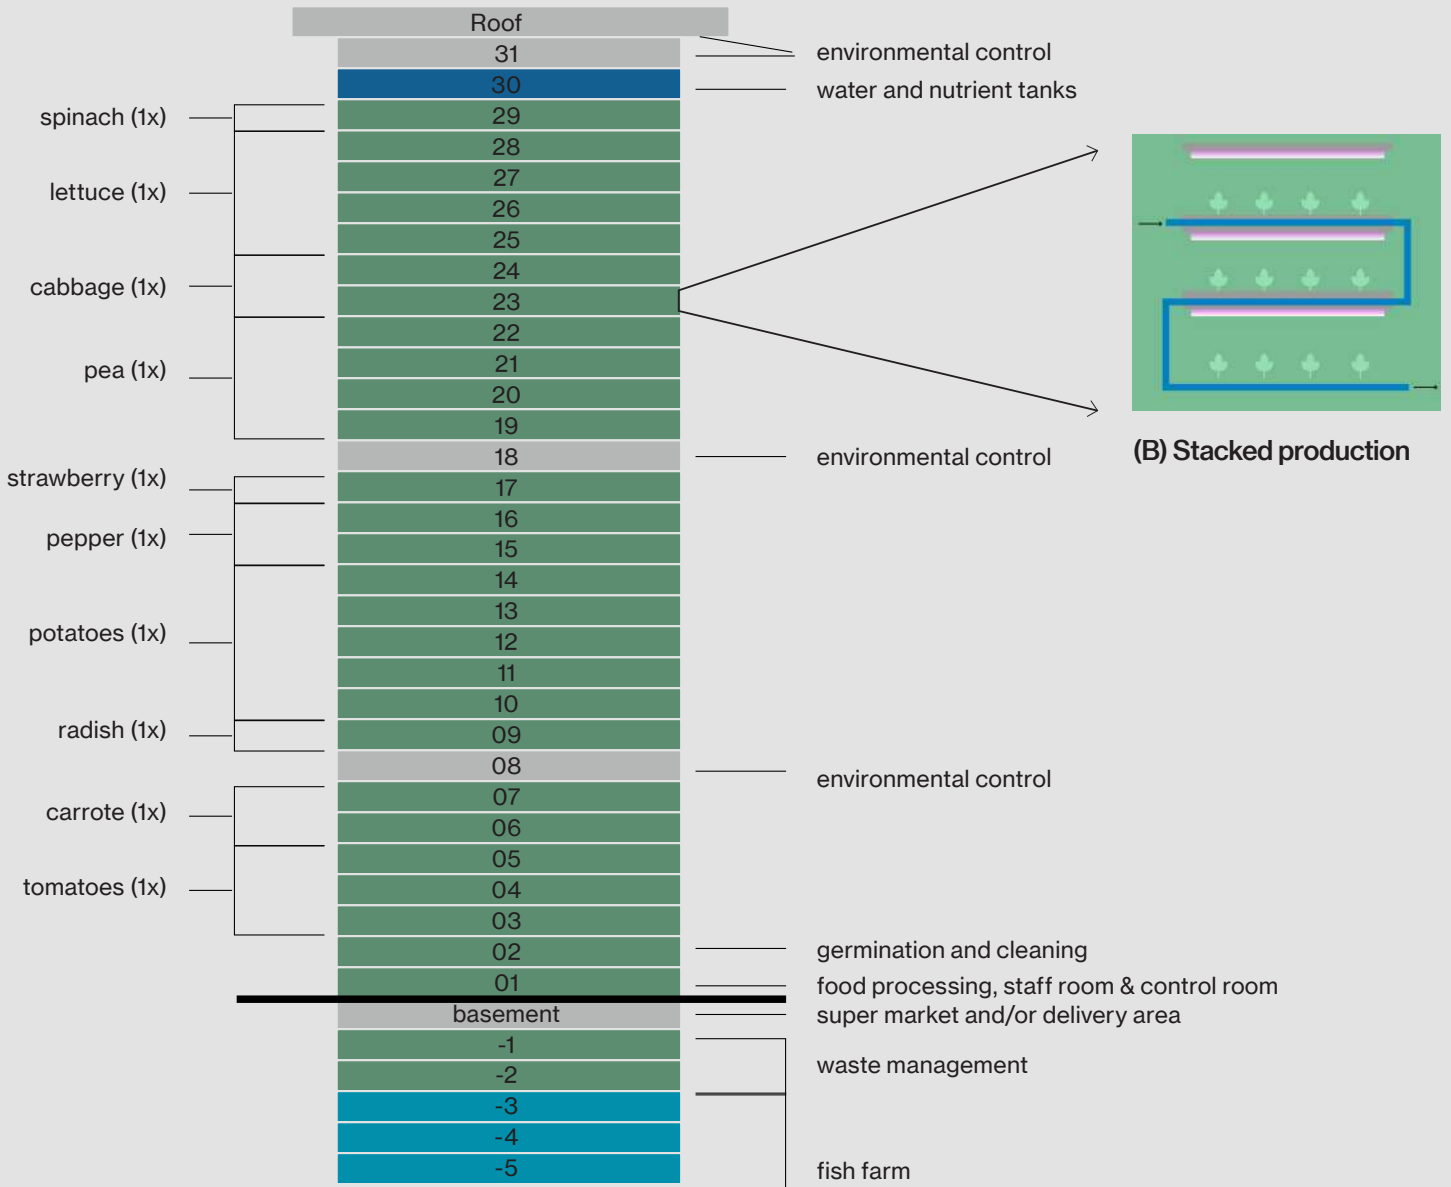 Roof
31
environmental control
30
water and nutrient tanks
spinach (1x)
29
28
lettuce (1x)
27
26
25
cabbage (1x)
24
23
22
pea (1x)
21
20
19
18
environmental control
(B) Stacked production
strawberry (1x)
17
pepper (1x)
16
15
14
potatoes (1x)
13
12
11
10
radish (1x)
09
08
environmental control
carrote (1x)
07
06
tomatoes (1x)
05
04
03
02
germination and cleaning
01
food processing, staff room & control room
basement
super market and/or delivery area
-1
waste management
-2
-3
-4
-5
fish farm